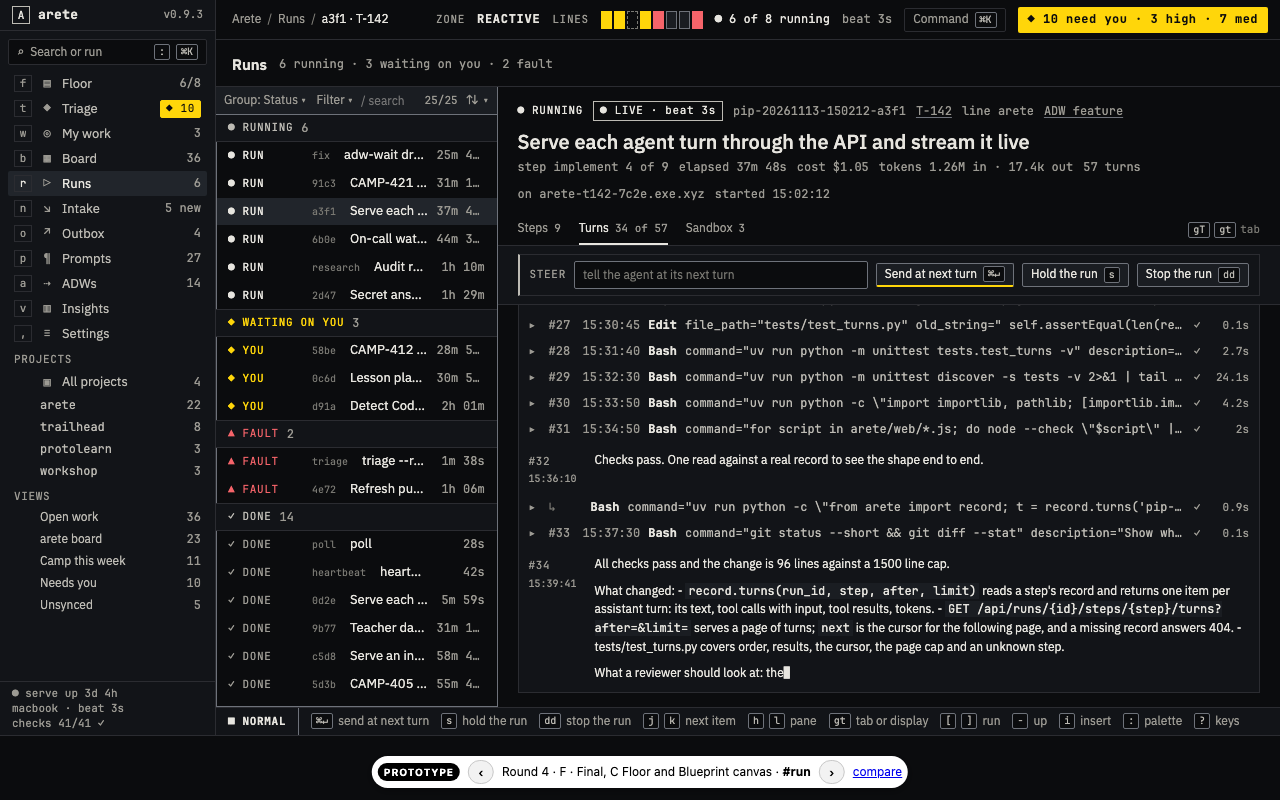 A arete v0.9.3
Arete / Runs / a3f1 · T-142 ZONE REACTIVE LINES 6 of 8 running beat 3s Command ⌘K ◆ 10 need you · 3 high · 7 med
Search or run : ⌘K
f Floor 6/8
t Triage ◆ 10
w My work 3
b Board 36
r Runs 6
n Intake 5 new
o Outbox 4
p Prompts 27
a ADWs 14
v Insights
, Settings
PROJECTS
All projects 4
arete 22
trailhead 8
protolearn 3
workshop 3
VIEWS
Open work 36
arete board 23
Camp this week 11
Needs you 10
Unsynced 5
serve up 3d 4h
macbook · beat 3s
checks 41/41 ✓
Runs 6 running · 3 waiting on you · 2 fault
Group: Status ▾ Filter ▾ / search 25/25 ⇅ ▾
● RUNNING 6
● RUN fix adw-wait dr… 25m 4…
● RUN 91c3 CAMP-421 … 31m 1…
● RUN a3f1 Serve each … 37m 4…
● RUN 6b0e On-call wat… 44m 3…
● RUN research Audit r… 1h 10m
● RUN 2d47 Secret ans… 1h 29m
◆ WAITING ON YOU 3
◆ YOU 58be CAMP-412 … 28m 5…
◆ YOU 0c6d Lesson pla… 30m 5…
◆ YOU d91a Detect Cod… 2h 01m
▲ FAULT 2
▲ FAULT triage triage --r… 1m 38s
▲ FAULT 4e72 Refresh pu… 1h 06m
✓ DONE 14
✓ DONE poll poll 28s
✓ DONE heartbeat heart… 42s
✓ DONE 0d2e Serve each … 5m 59s
✓ DONE 9b77 Teacher da… 31m 1…
✓ DONE c5d8 Serve an in… 58m 4…
✓ DONE 5d3b CAMP-405 … 55m 4…
● RUNNING ● LIVE · beat 3s pip-20261113-150212-a3f1 T-142 line arete ADW feature
Serve each agent turn through the API and stream it live
step implement 4 of 9 elapsed 37m 48s cost $1.05 tokens 1.26M in · 17.4k out 57 turns
on arete-t142-7c2e.exe.xyz started 15:02:12
Steps 9 Turns 34 of 57 Sandbox 3 gT gt tab
STEER tell the agent at its next turn Send at next turn ⌘↵ Hold the run s Stop the run dd
▸ #27 15:30:45 Edit file_path="tests/test_turns.py" old_string=" self.assertEqual(len(re… ✓ 0.1s
▸ #28 15:31:40 Bash command="uv run python -m unittest tests.test_turns -v" description=… ✓ 2.7s
▸ #29 15:32:30 Bash command="uv run python -m unittest discover -s tests -v 2>&1 | tail … ✓ 24.1s
▸ #30 15:33:50 Bash command="uv run python -c \"import importlib, pathlib; [importlib.im… ✓ 4.2s
▸ #31 15:34:50 Bash command="for script in arete/web/*.js; do node --check \"$script\" |… ✓ 2s
#32 Checks pass. One read against a real record to see the shape end to end.
15:36:10
▸ ↳ Bash command="uv run python -c \"from arete import record; t = record.turns('pip-… ✓ 0.9s
▸ #33 15:37:30 Bash command="git status --short && git diff --stat" description="Show wh… ✓ 0.1s
#34 All checks pass and the change is 96 lines against a 1500 line cap.
15:39:41
What changed: - record.turns(run_id, step, after, limit) reads a step's record and returns one item per
assistant turn: its text, tool calls with input, tool results, tokens. - GET /api/runs/{id}/steps/{step}/turns?
after=&limit= serves a page of turns; next is the cursor for the following page, and a missing record answers 404. -
tests/test_turns.py covers order, results, the cursor, the page cap and an unknown step.
What a reviewer should look at: the
■ NORMAL ⌘↵ send at next turn s hold the run dd stop the run j k next item h l pane gt tab or display [ ] run - up i insert : palette ? keys
PROTOTYPE ‹ Round 4 · F · Final, C Floor and Blueprint canvas · #run › compare